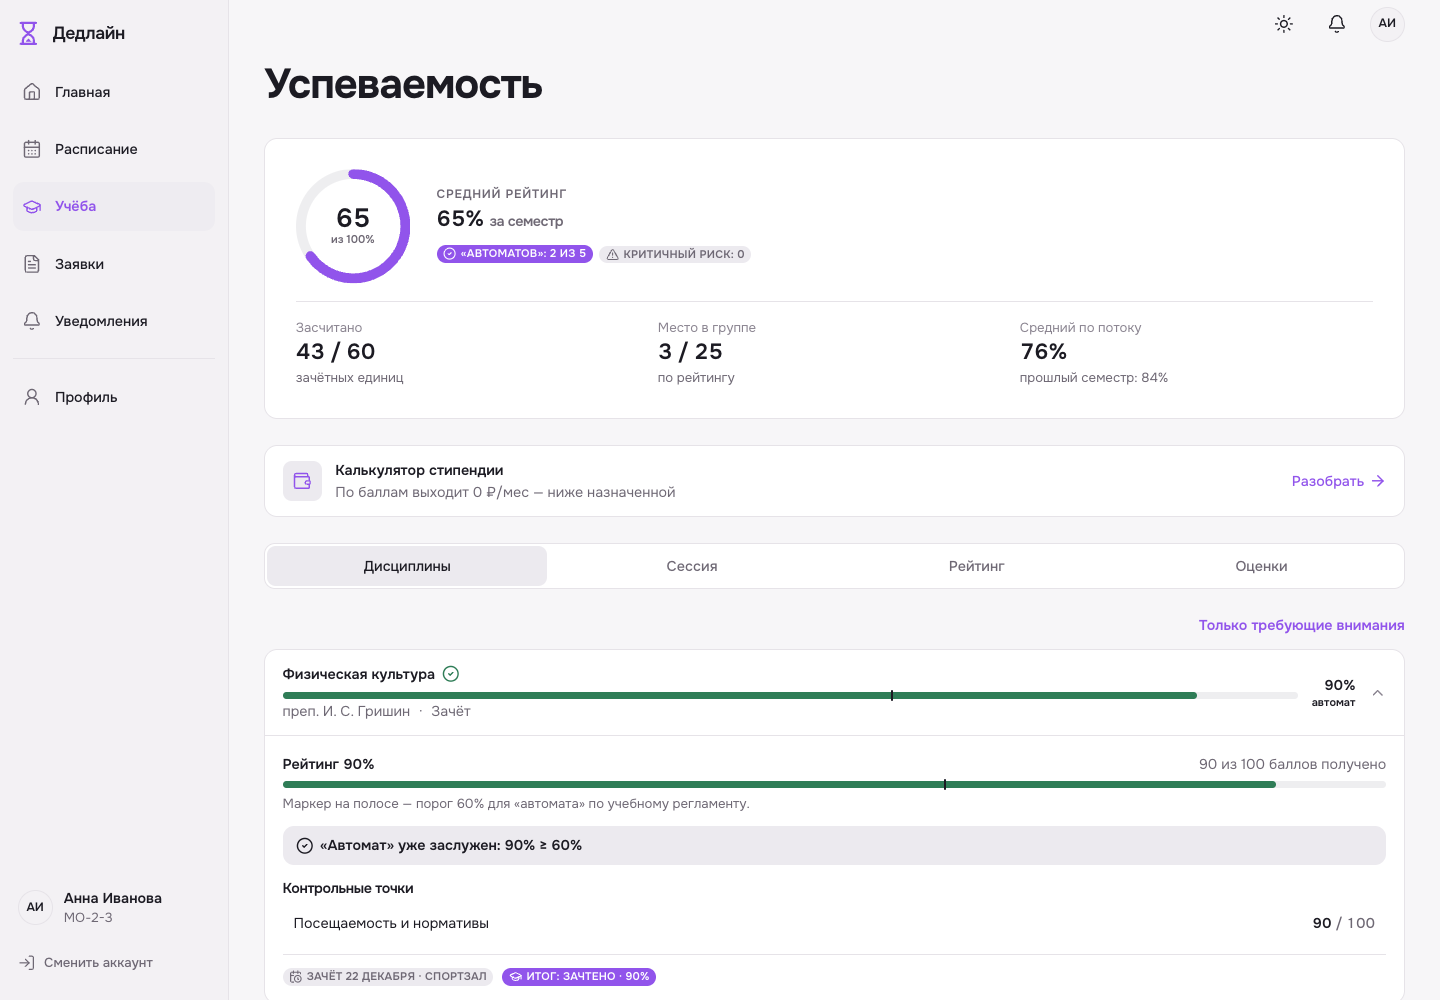 Дедлайн
Главная
Расписание
Учёба
Заявки
Уведомления
Профиль
Анна Иванова
АИ
МО-2-3
Сменить аккаунт
АИ
Успеваемость
65
из 100%
СРЕДНИЙ РЕЙТИНГ
65% за семестр
«АВТОМАТОВ»: 2 ИЗ 5
КРИТИЧНЫЙ РИСК: 0
Засчитано
43 / 60
зачётных единиц
Место в группе
3 / 25
по рейтингу
Средний по потоку
76%
прошлый семестр: 84%
Калькулятор стипендии
По баллам выходит 0 ₽/мес — ниже назначенной
Разобрать
Дисциплины
Сессия
Рейтинг
Оценки
Только требующие внимания
Физическая культура
преп. И. С. Гришин · Зачёт
90%
автомат
Рейтинг 90%
90 из 100 баллов получено
Маркер на полосе — порог 60% для «автомата» по учебному регламенту.
«Автомат» уже заслужен: 90% ≥ 60%
Контрольные точки
Посещаемость и нормативы
90 / 100
ЗАЧЁТ 22 ДЕКАБРЯ · СПОРТЗАЛ
ИТОГ: ЗАЧТЕНО · 90%